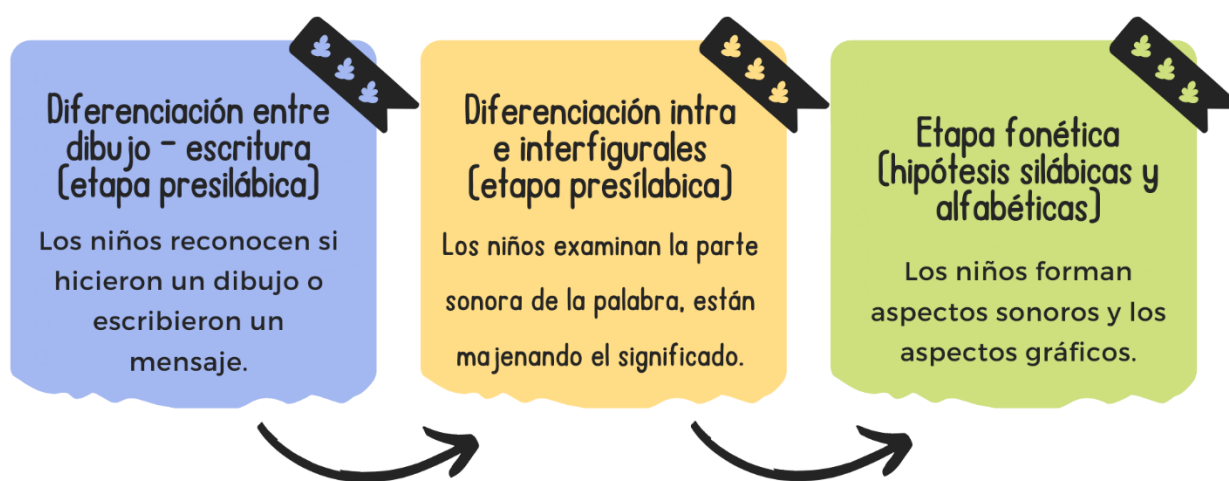 Diferenciación entre
dibujo - escritura
(etapa presilábica)
Los niños reconocen si
hicieron un dibujo o
escribieron un
mensaje.
Diferenciación intra
e interfigurales
(etapa presílabica)
Los niños examinan la parte
sonora de la palabra, están
majenando el significado.
Etapa fonética
(hipótesis silábicas y
alfabéticas)
Los niños forman
aspectos sonoros y los
aspectos gráficos.